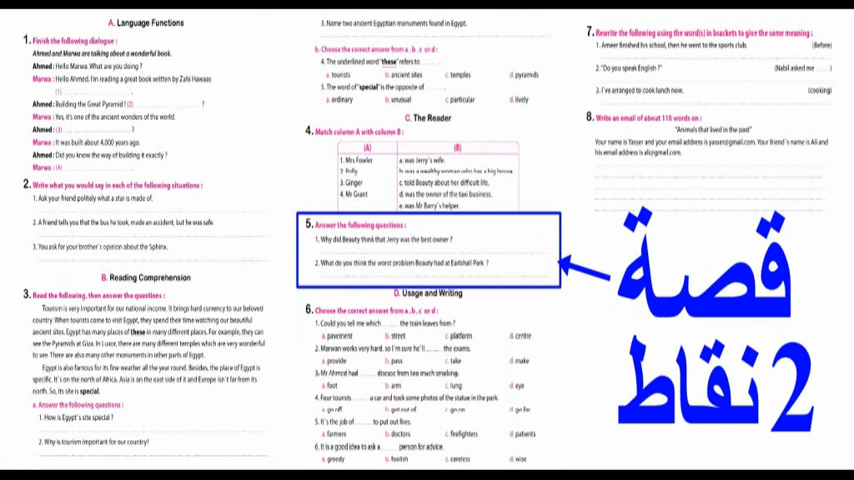 A. Language Functions
1. Finish the following dialogue :
Ahmed and Marwa are talking about a wonderful book.
Ahmed : Hello Marwa. What are you doing ?
Marwa : Hello Ahmed. I'm reading a great book written by Zahi Hawaas
(1) .................... .
Ahmed : Building the Great Pyramid ! (2) .................... ?
Marwa : Yes, it's one of the ancient wonders of the world.
Ahmed : (3) .................... ?
Marwa : It was built about 4,000 years ago.
Ahmed : Did you know the way of building it exactly ?
Marwa : (4) .................... .
2. Write what you would say in each of the following situations :
1. Ask your friend politely what a star is made of.
2. A friend tells you that the bus he took, made an accident, but he was safe.
3. You ask for your brother's opinion about the Sphinx.
B. Reading Comprehension
3. Read the following, then answer the questions :
Tourism is very important for our national income. It brings hard currency to our beloved
country. When tourists come to visit Egypt, they spend their time watching our beautiful
ancient sites. Egypt has many places of these in many different places. For example, they can
see the Pyramids at Giza. In Luxor, there are many different temples which are very wonderful
to see. There are also many other monuments in other parts of Egypt.
Egypt is also famous for its fine weather all the year round. Besides, the place of Egypt is
specific. It's on the north of Africa. Asia is on the east side of it and Europe isn't far from its
north. So, its site is special.
a. Answer the following questions :
1. How is Egypt's site special ?
2. Why is tourism important for our country?
3. Name two ancient Egyptian monuments found in Egypt.
b. Choose the correct answer from a , b , c or d :
4. The underlined word "these" refers to ........ .
a. tourists b. ancient sites c. temples d. pyramids
5. The word of "special" is the opposite of ........ .
a. ordinary b. unusual c. particular d. lively
C. The Reader
4. Match column A with column B :
(A) (B)
1. Mrs Fowler a. was Jerry's wife.
2. Polly b. was a wealthy woman who has a big house.
3. Ginger c. told Beauty about her difficult life.
4. Mr Grant d. was the owner of the taxi business.
e. was Mr Barry's helper.
5. Answer the following questions :
1. Why did Beauty think that Jerry was the best owner ?
2. What do you think the worst problem Beauty had at Earlshall Park ?
D. Usage and Writing
6. Choose the correct answer from a , b , c or d :
1. Could you tell me which ........ the train leaves from ?
a. pavement b. street c. platform d. centre
2. Marwan works very hard, so I'm sure he'll ........ the exams.
a. provide b. pass c. take d. make
3. Mr Ahmed had ........ disease from too much smoking.
a. foot b. arm c. lung d. eye
4. Four tourists ........ a car and took some photos of the statue in the park.
a. go off b. got out of c. go on d. go for
5. It's the job of ........ to put out fires.
a. farmers b. doctors c. firefighters d. patients
6. It is a good idea to ask a ........ person for advice.
a. greedy b. foolish c. careless d. wise
7. Rewrite the following using the word(s) in brackets to give the same meaning :
1. Ameer finished his school, then he went to the sports club. (Before)
2. "Do you speak English ?" (Nabil asked me ........)
3. I've arranged to cook lunch now. (cooking)
8. Write an email of about 110 words on :
"Animals that lived in the past"
Your name is Yasser and your email address is yasser@gmail.com. Your friend's name is Ali and
his email address is ali@gmail.com.
قصة
2 نقاط